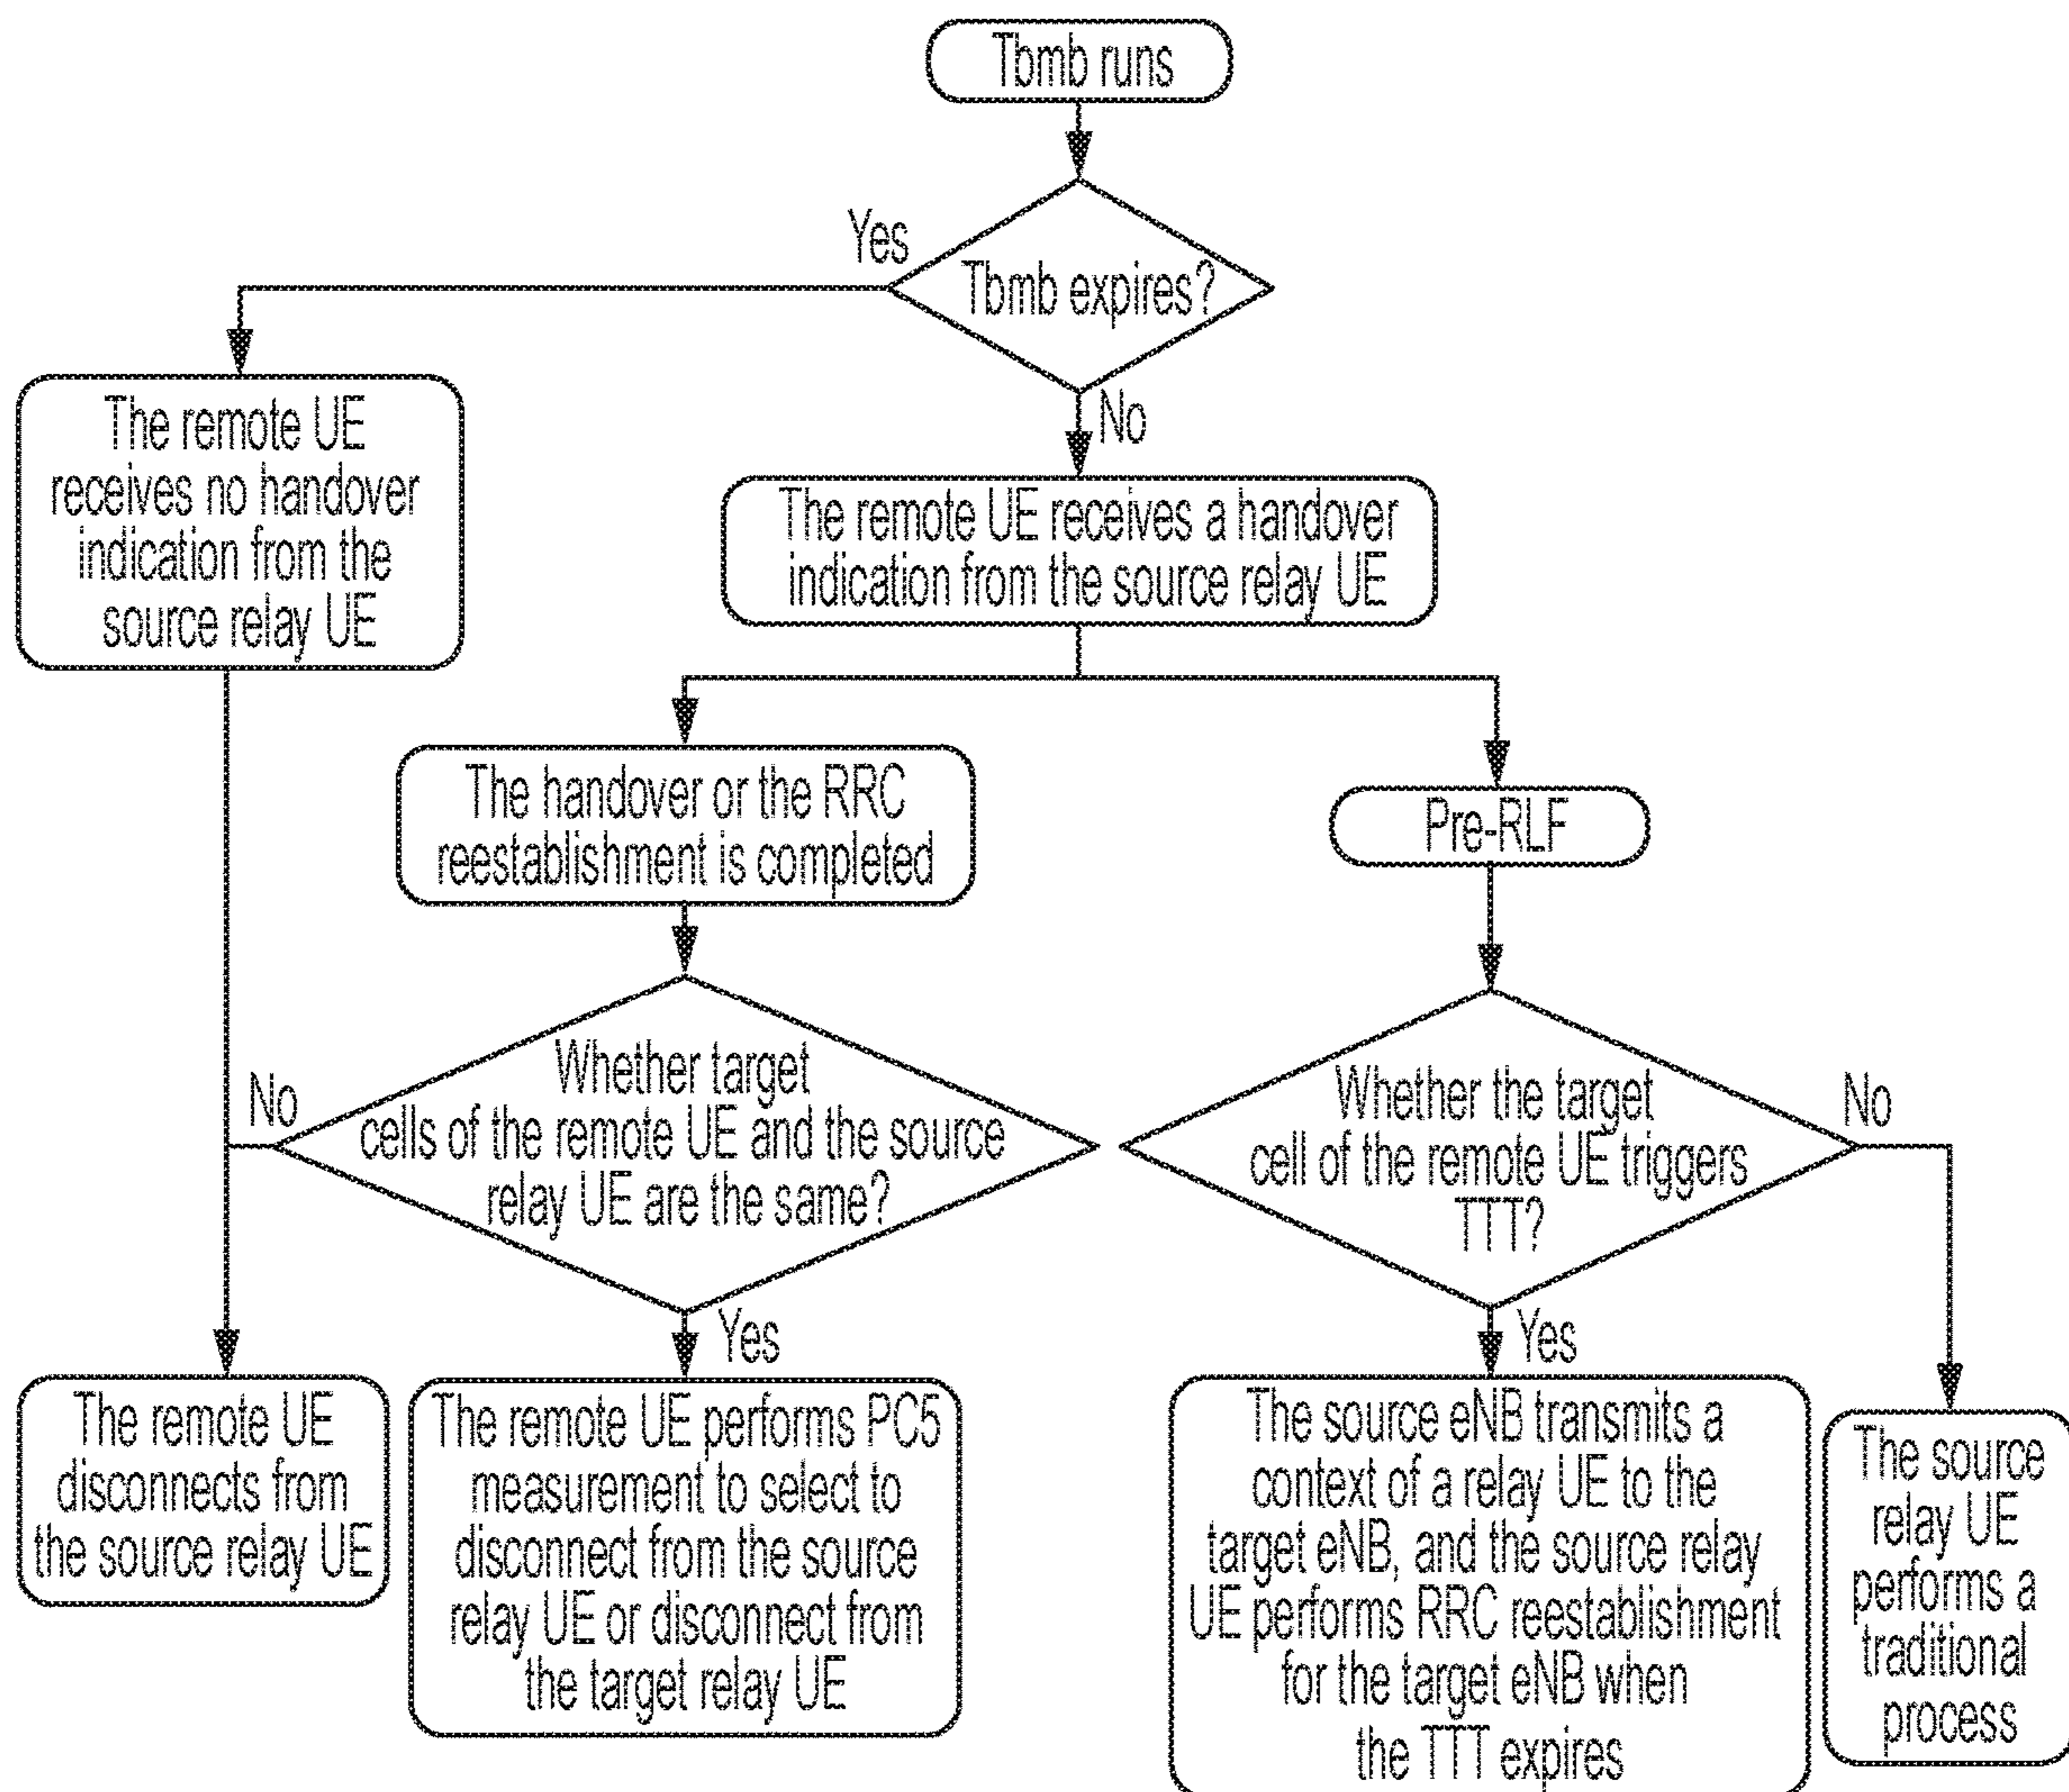 Tbmb runs
Yes
Tbmb expires?
No
The remote UE
receives no handover
indication from the
source relay UE
The remote UE receives a handover
indication from the source relay UE
The handover or the RRC
reestablishment is completed
Pre-RLF
No
Whether target
cells of the remote UE and the source
relay UE are the same?
Yes
Whether the target
cell of the remote UE triggers
TTT?
No
Yes
The remote UE
disconnects from
the source relay UE
The remote UE performs PC5
measurement to select to
disconnect from the source
relay UE or disconnect from
the target relay UE
The source eNB transmits a
context of a relay UE to the
target eNB, and the source relay
UE performs RRC reestablishment
for the target eNB when
the TTT expires
The source
relay UE
performs a
traditional
process